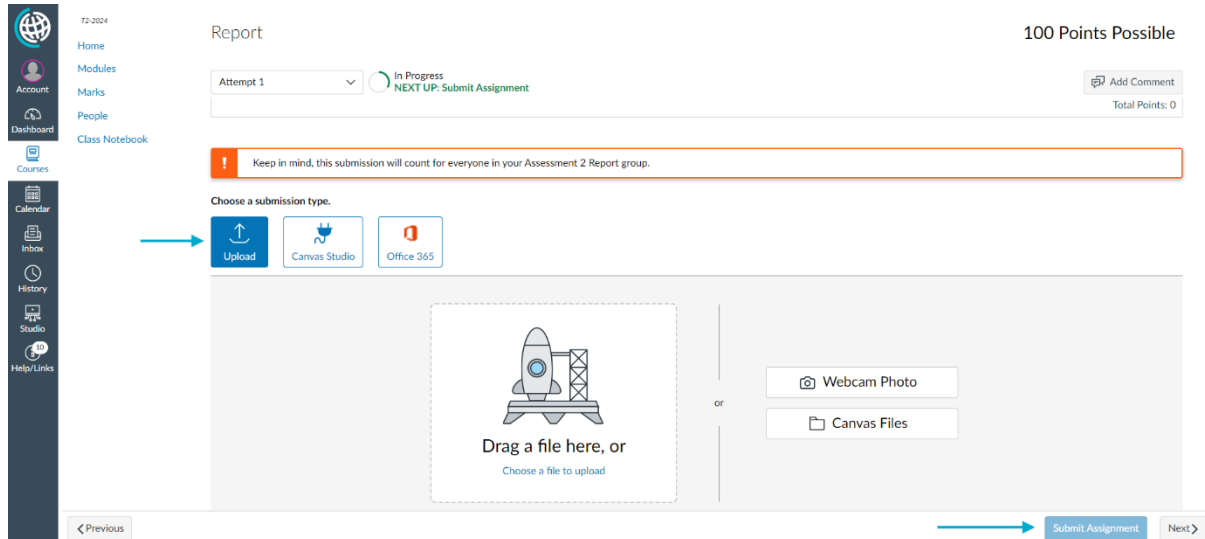 Account
Dashboard
Courses
Calendar
Inbox
History
Studio
10
Help/Links
T2-2024
Home
Modules
Marks
People
Class Notebook
Report
100 Points Possible
Attempt 1
In Progress
NEXT UP: Submit Assignment
Add Comment
Total Points: 0
! Keep in mind, this submission will count for everyone in your Assessment 2 Report group.
Choose a submission type.
Upload
Canvas Studio
Office 365
Drag a file here, or
Choose a file to upload
or
Webcam Photo
Canvas Files
Previous
Submit Assignment
Next